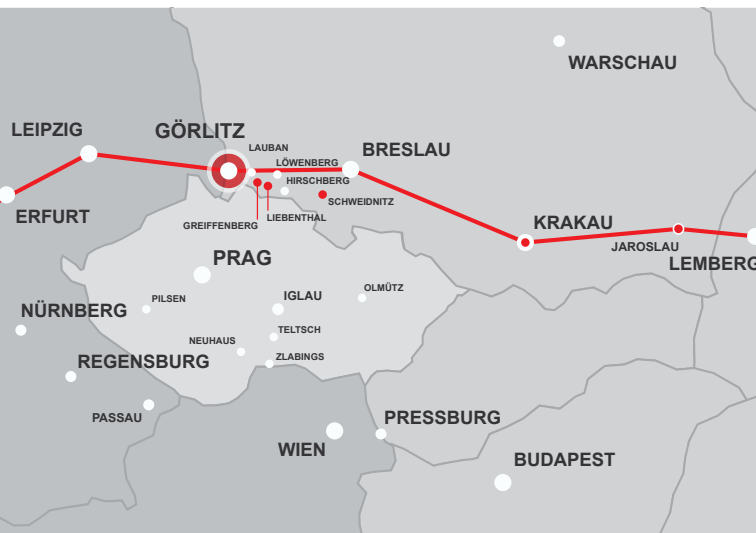 WARSCHAU
LEIPZIG
GÖRLITZ
LAUBAN
BRESLAU
LÖWENBERG
HIRSCHBERG
SCHWEIDNITZ
ERFURT
LIEBENTHAL
GREIFFENBERG
KRAKAU
JAROSLAU
LEMBERG
PRAG
OLMÜTZ
PILSEN
IGLAU
NÜRNBERG
TELTSCH
NEUHAUS
ZLABINGS
REGENSBURG
PASSAU
PRESSBURG
WIEN
BUDAPEST